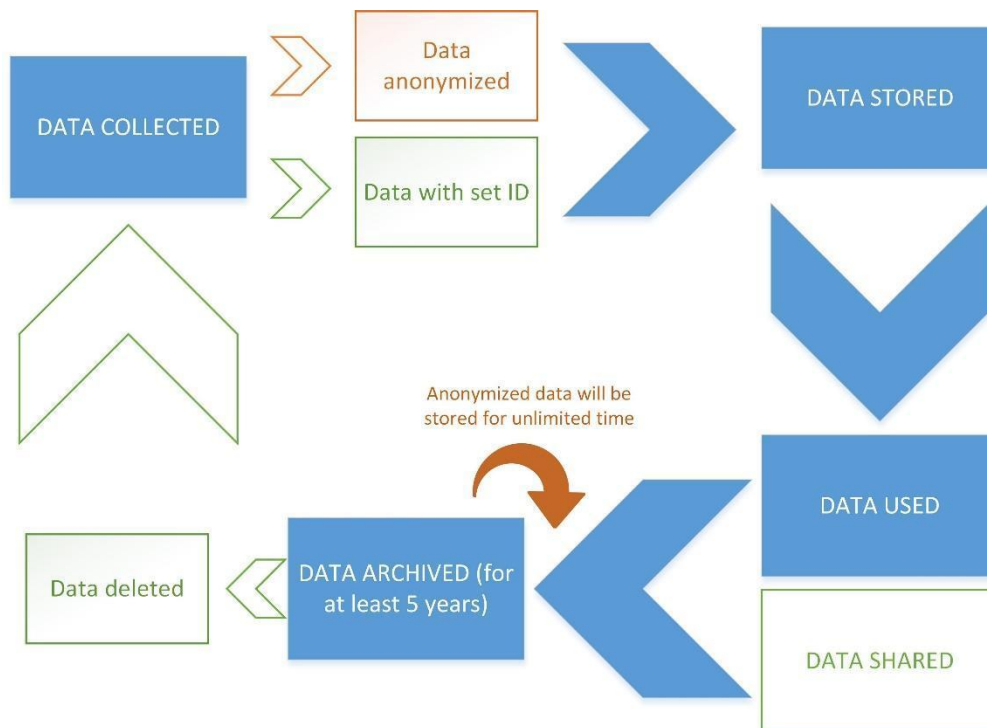 DATA COLLECTED
Data
anonymized
Data with set ID
DATA STORED
Anonymized data will be
stored for unlimited time
DATA USED
DATA SHARED
DATA ARCHIVED (for
at least 5 years)
Data deleted